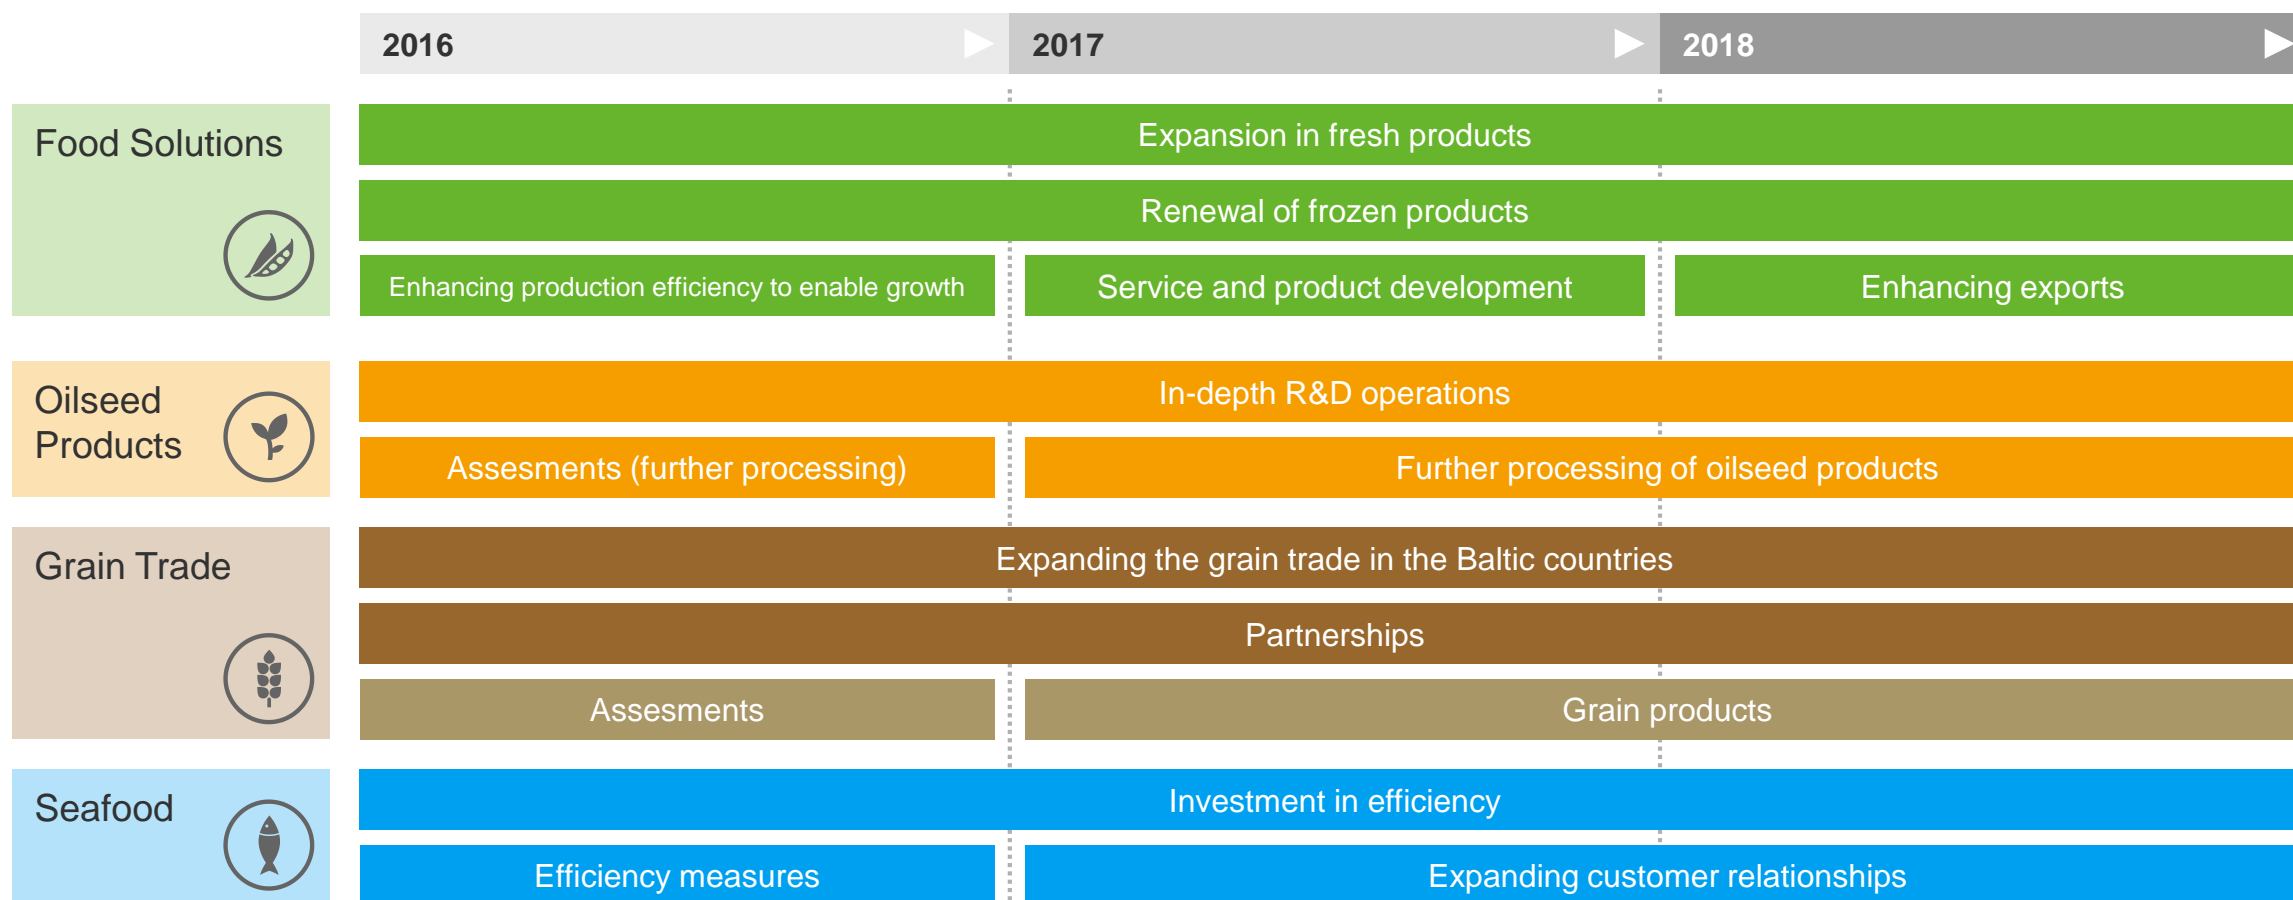 2016
2017
2018
Food Solutions
Expansion in fresh products
Renewal of frozen products
Enhancing production efficiency to enable growth
Service and product development
Enhancing exports
Oilseed
Products
In-depth R&D operations
Assesments (further processing)
Further processing of oilseed products
Grain Trade
Expanding the grain trade in the Baltic countries
Partnerships
Assesments
Grain products
Seafood
Investment in efficiency
Efficiency measures
Expanding customer relationships